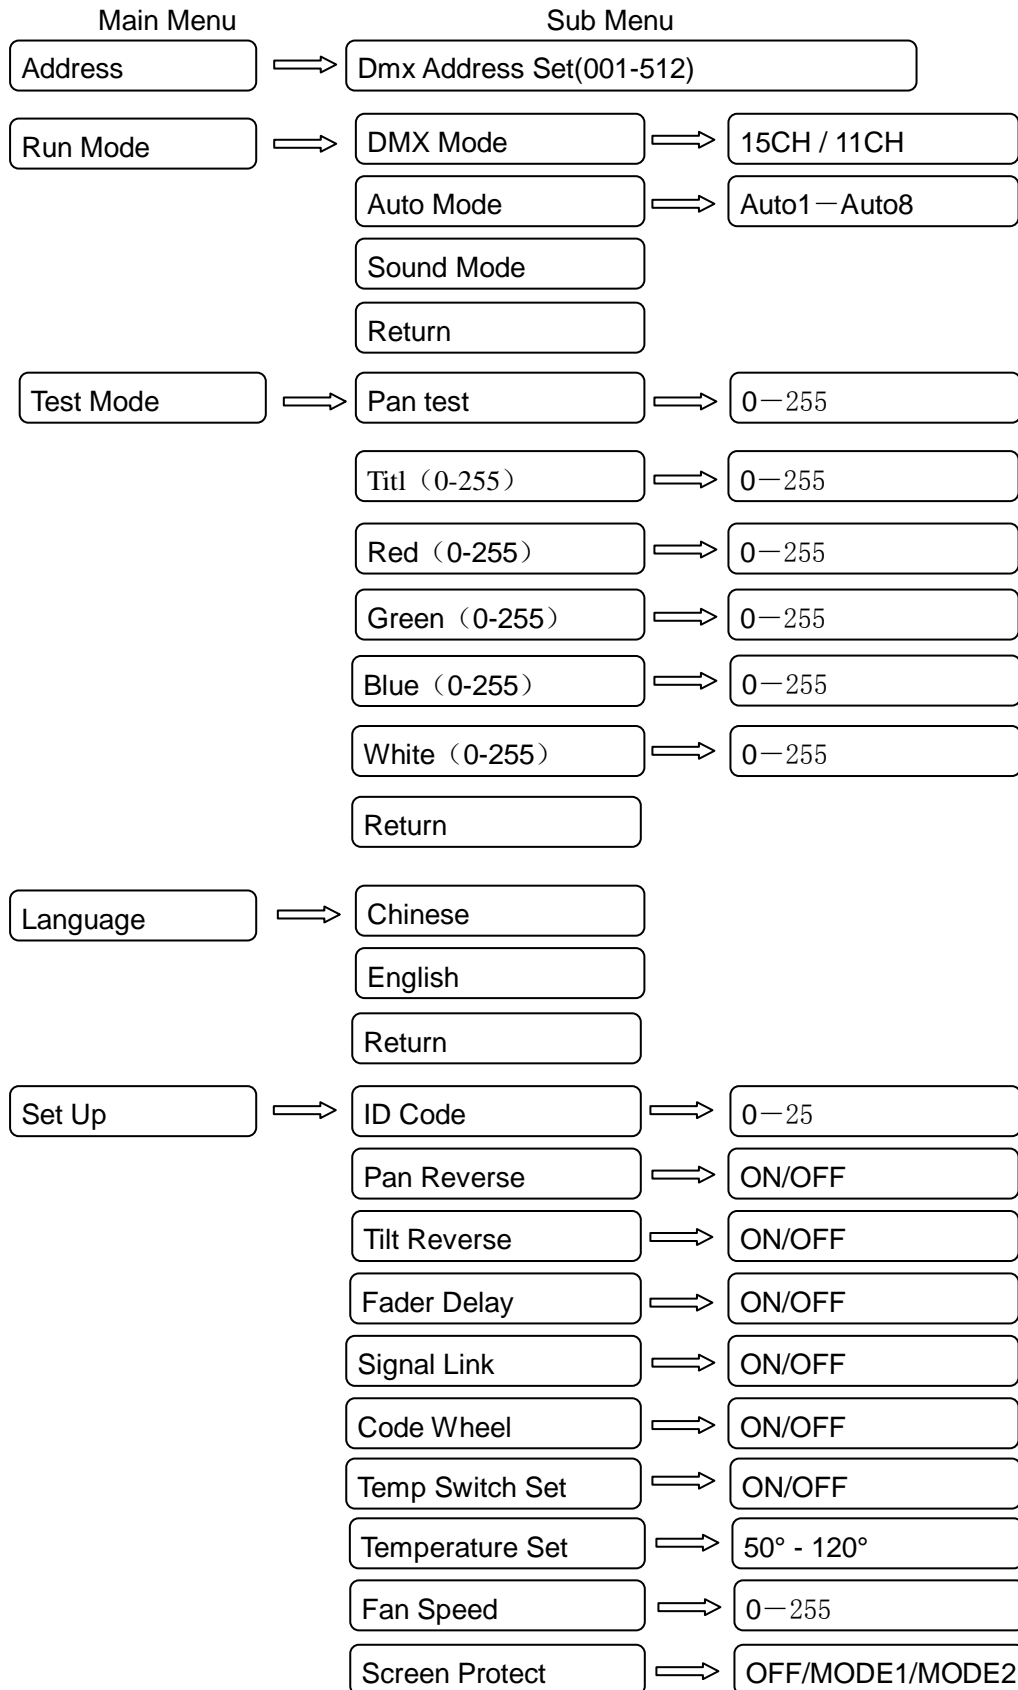 Main Menu Sub Menu
Address Dmx Address Set(001-512)
Run Mode DMX Mode 15CH / 11CH
Auto Mode Auto1－Auto8
Sound Mode
Return
Test Mode Pan test 0－255
Titl（0-255） 0－255
Red（0-255） 0－255
Green（0-255） 0－255
Blue（0-255） 0－255
White（0-255） 0－255
Return
Language Chinese
English
Return
Set Up ID Code 0－25
Pan Reverse ON/OFF
Tilt Reverse ON/OFF
Fader Delay ON/OFF
Signal Link ON/OFF
Code Wheel ON/OFF
Temp Switch Set ON/OFF
Temperature Set 50° - 120°
Fan Speed 0－255
Screen Protect OFF/MODE1/MODE2